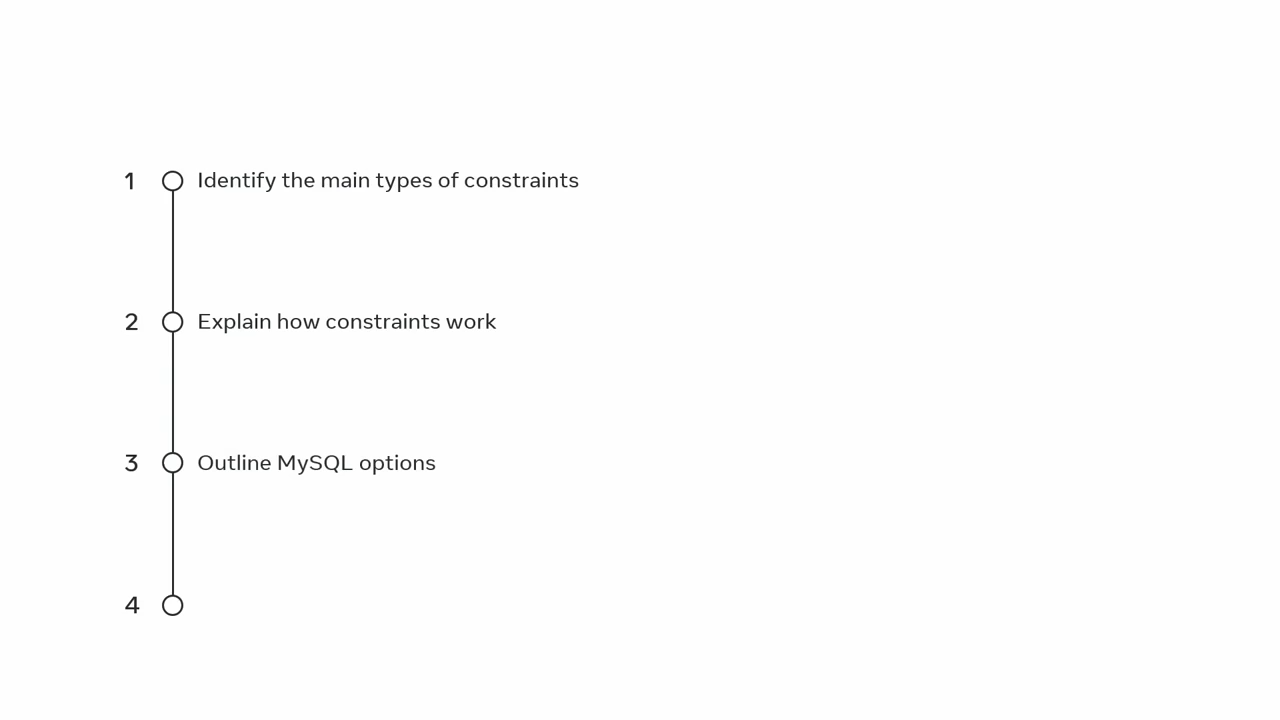 1 Identify the main types of constraints
2 Explain how constraints work
3 Outline MySQL options
4